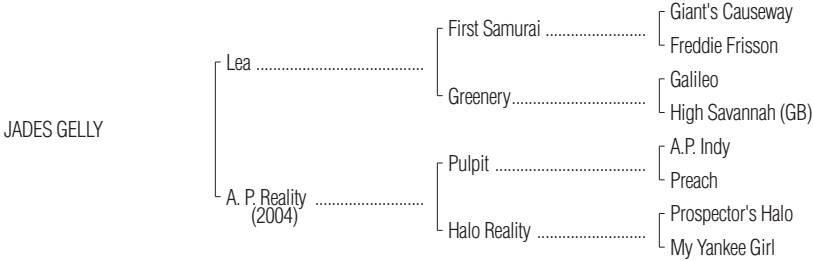 Giant's Causeway
First Samurai ........................
Freddie Frisson
Lea ........................................
Galileo
Greenery................................
High Savannah (GB)
JADES GELLY
A.P. Indy
Pulpit ....................................
Preach
A. P. Reality ..........................
(2004)
Prospector's Halo
Halo Reality ..........................
My Yankee Girl